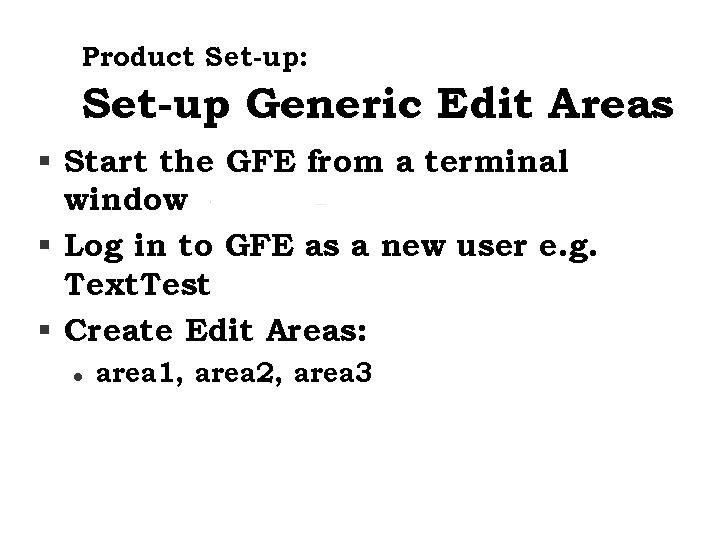 Product Set-up:
Set-up Generic Edit Areas
▪ Start the GFE from a terminal
window
▪ Log in to GFE as a new user e.g.
TextTest
▪ Create Edit Areas:
● area1, area2, area3